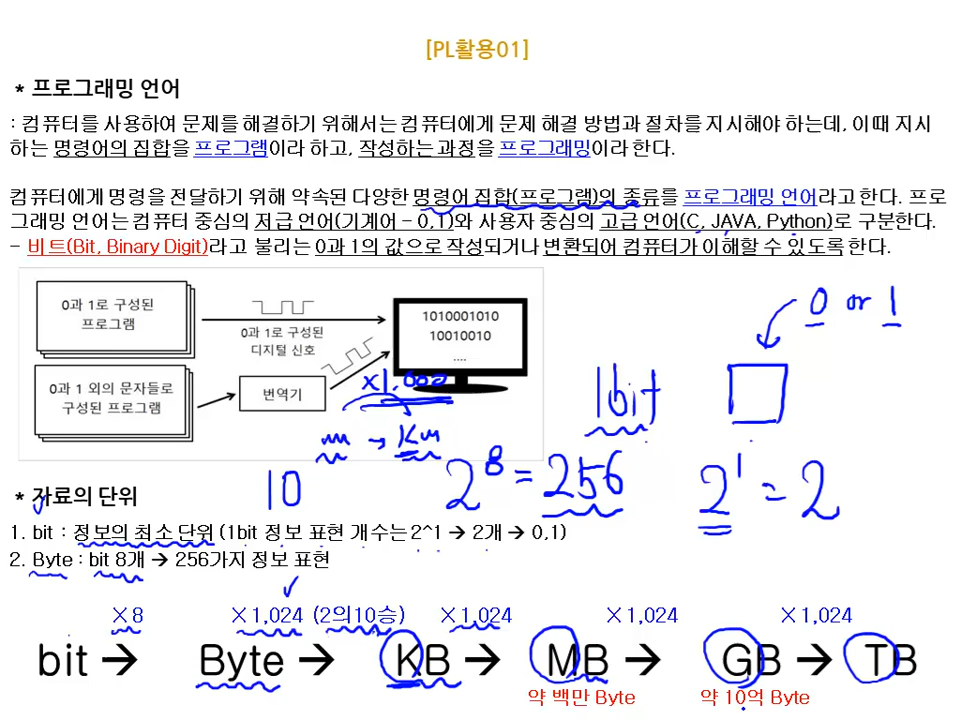 [PL활용01]
* 프로그래밍 언어
: 컴퓨터를 사용하여 문제를 해결하기 위해서는 컴퓨터에게 문제 해결 방법과 절차를 지시해야 하는데, 이때 지시
하는 명령어의 집합을 프로그램이라 하고, 작성하는 과정을 프로그래밍이라 한다.
컴퓨터에게 명령을 전달하기 위해 약속된 다양한 명령어 집합(프로그램)의 종류를 프로그래밍 언어라고 한다. 프로
그래밍 언어는 컴퓨터 중심의 저급 언어(기계어 - 0,1)와 사용자 중심의 고급 언어(C, JAVA, Python)로 구분한다.
- 비트(Bit, Binary Digit)라고 불리는 0과 1의 값으로 작성되거나 변환되어 컴퓨터가 이해할 수 있도록 한다.
0과 1로 구성된
프로그램
0과 1로 구성된
디지털 신호
1010001010
10010010
....
0 or 1
0과 1 외의 문자들로
구성된 프로그램
번역기
x1,000
1bit
m → Km
10
2^8 = 256
2^1 = 2
* 자료의 단위
1. bit : 정보의 최소 단위 (1bit 정보 표현 개수는 2^1 → 2개 → 0,1)
2. Byte : bit 8개 → 256가지 정보 표현
×8 ×1,024 (2의10승) ×1,024 ×1,024 ×1,024
bit → Byte → KB → MB → GB → TB
약 백만 Byte 약 10억 Byte